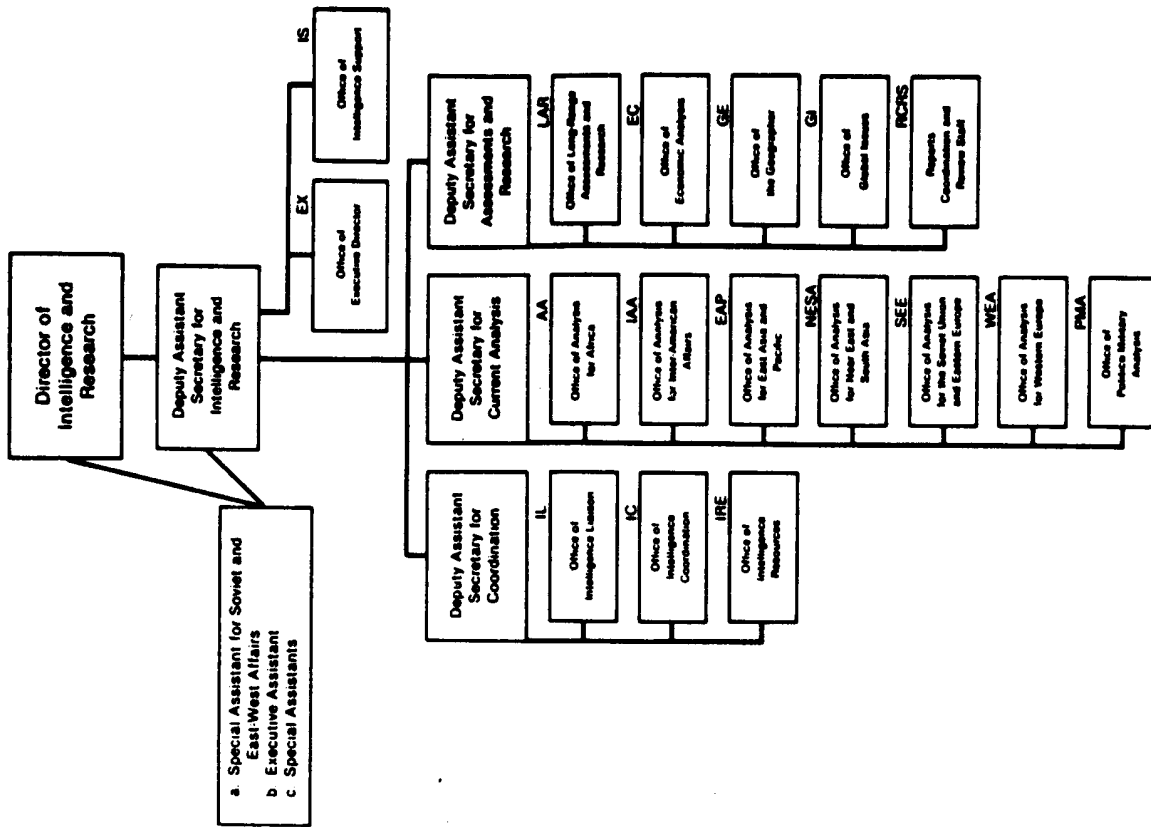 Director of
Intelligence and
Research
Deputy Assistant
Secretary for
Intelligence and
Research
a. Special Assistant for Soviet and
East-West Affairs
b Executive Assistant
c Special Assistants
EX
Office of
Executive Director
IS
Office of
Intelligence Support
Deputy Assistant
Secretary for
Coordination
IL
Office of
Intelligence Liaison
IC
Office of
Intelligence
Coordination
IRE
Office of
Intelligence
Resources
Deputy Assistant
Secretary for
Current Analysis
AA
Office of Analysis
for Africa
IAA
Office of Analysis
for Inter-American
Affairs
EAP
Office of Analysis
for East Asia and
Pacific
NESA
Office of Analysis
for Near East and
South Asia
SEE
Office of Analysis
for the Soviet Union
and Eastern Europe
WEA
Office of Analysis
for Western Europe
PMA
Office of
Politico Military
Analysis
Deputy Assistant
Secretary for
Assessments and
Research
LAR
Office of Long-Range
Assessments and
Research
EC
Office of
Economic Analysis
GE
Office of
the Geographer
GI
Office of
Global Issues
RCRS
Reports
Coordination and
Review Staff